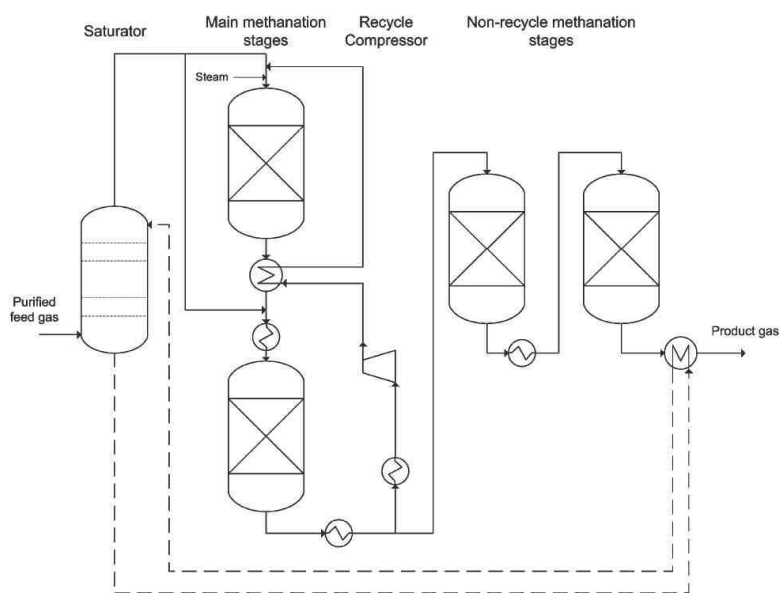 Saturator
Main methanation
stages
Recycle
Compressor
Non-recycle methanation
stages
Steam
Purified
feed gas
Product gas